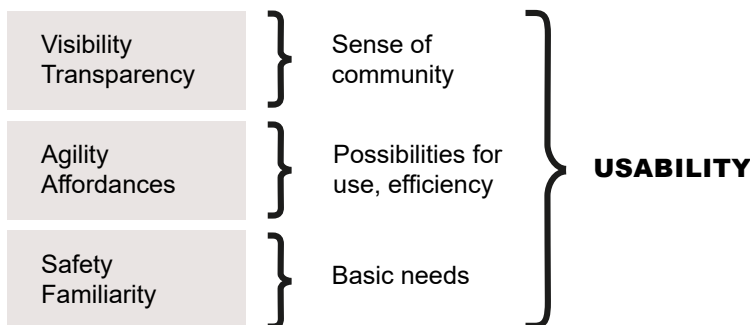 Visibility
Transparency
Sense of
community
Agility
Affordances
Possibilities for
use, efficiency
USABILITY
Safety
Familiarity
Basic needs